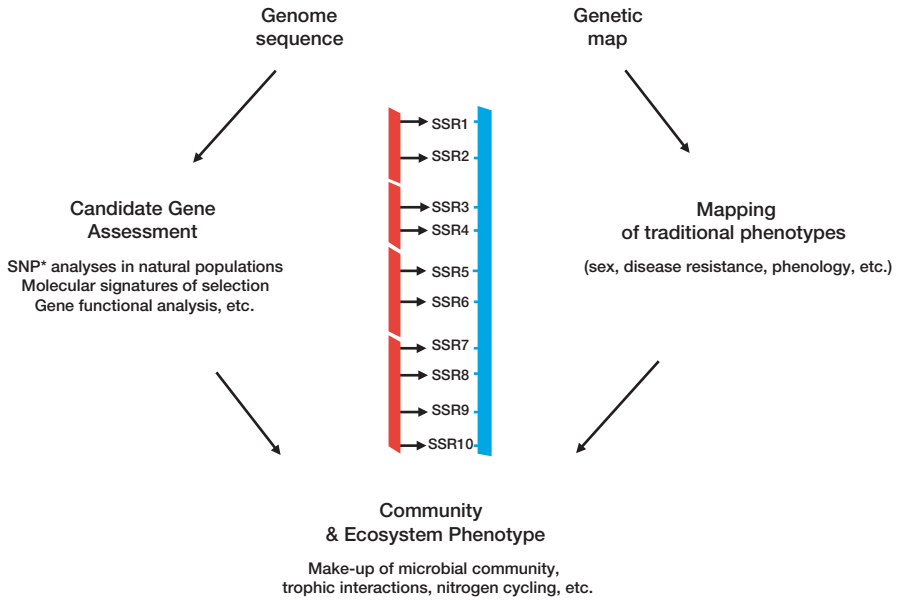 Genome
sequence
Genetic
map
SSR1
SSR2
SSR3
SSR4
SSR5
SSR6
SSR7
SSR8
SSR9
SSR10
Candidate Gene
Assessment
SNP* analyses in natural populations
Molecular signatures of selection
Gene functional analysis, etc.
Mapping
of traditional phenotypes
(sex, disease resistance, phenology, etc.)
Community
& Ecosystem Phenotype
Make-up of microbial community,
trophic interactions, nitrogen cycling, etc.